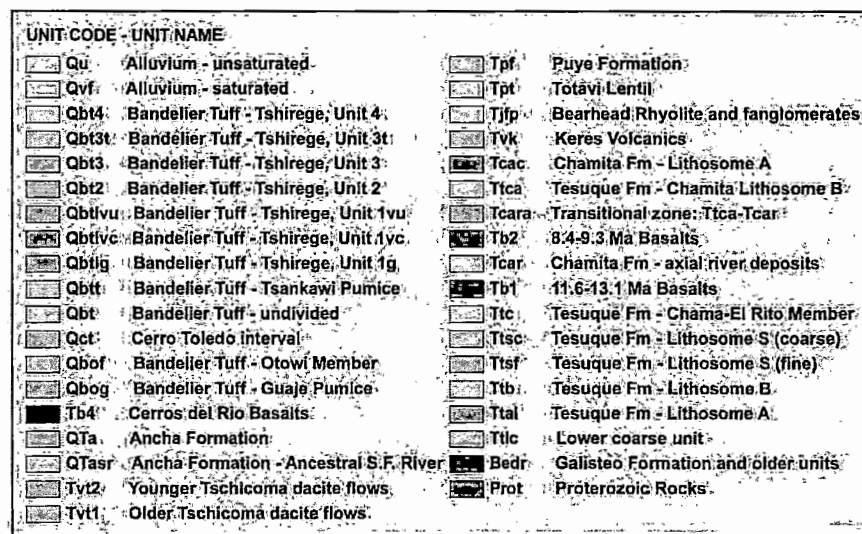 UNIT CODE - UNIT NAME
Qu Alluvium - unsaturated
Qvf Alluvium - saturated
Qbt4 Bandelier Tuff - Tshirege, Unit 4
Qbt3t Bandelier Tuff - Tshirege, Unit 3t
Qbt3 Bandelier Tuff - Tshirege, Unit 3
Qbt2 Bandelier Tuff - Tshirege, Unit 2
Qbt1vu Bandelier Tuff - Tshirege, Unit 1vu
Qbt1vc Bandelier Tuff - Tshirege, Unit 1vc
Qbt1g Bandelier Tuff - Tshirege, Unit 1g
Qbtt Bandelier Tuff - Tsankawi Pumice
Qbt Bandelier Tuff - undivided
Qct Cerro Toledo interval
Qbof Bandelier Tuff - Otowi Member
Qbog Bandelier Tuff - Guaje Pumice
Tb4 Cerros del Rio Basalts
QTa Ancha Formation
QTasr Ancha Formation - Ancestral S.F. River
Tvt2 Younger Tschicoma dacite flows
Tvt1 Older Tschicoma dacite flows
Tpf Puye Formation
Tpt Totavi Lentil
Tjfp Bearhead Rhyolite and fanglomerates
Tvk Keres Volcanics
Tcac Chamita Fm - Lithosome A
Ttca Tesuque Fm - Chamita Lithosome B
Tcara Transitional zone: Ttca-Tcar
Tb2 8.4-9.3 Ma Basalts
Tcar Chamita Fm - axial river deposits
Tb1 11.6-13.1 Ma Basalts
Ttc Tesuque Fm - Chama-El Rito Member
Ttsc Tesuque Fm - Lithosome S (coarse)
Ttsf Tesuque Fm - Lithosome S (fine)
Ttb Tesuque Fm - Lithosome B
Ttal Tesuque Fm - Lithosome A
Ttlc Lower coarse unit
Bedr Galisteo Formation and older units
Prot Proterozoic Rocks